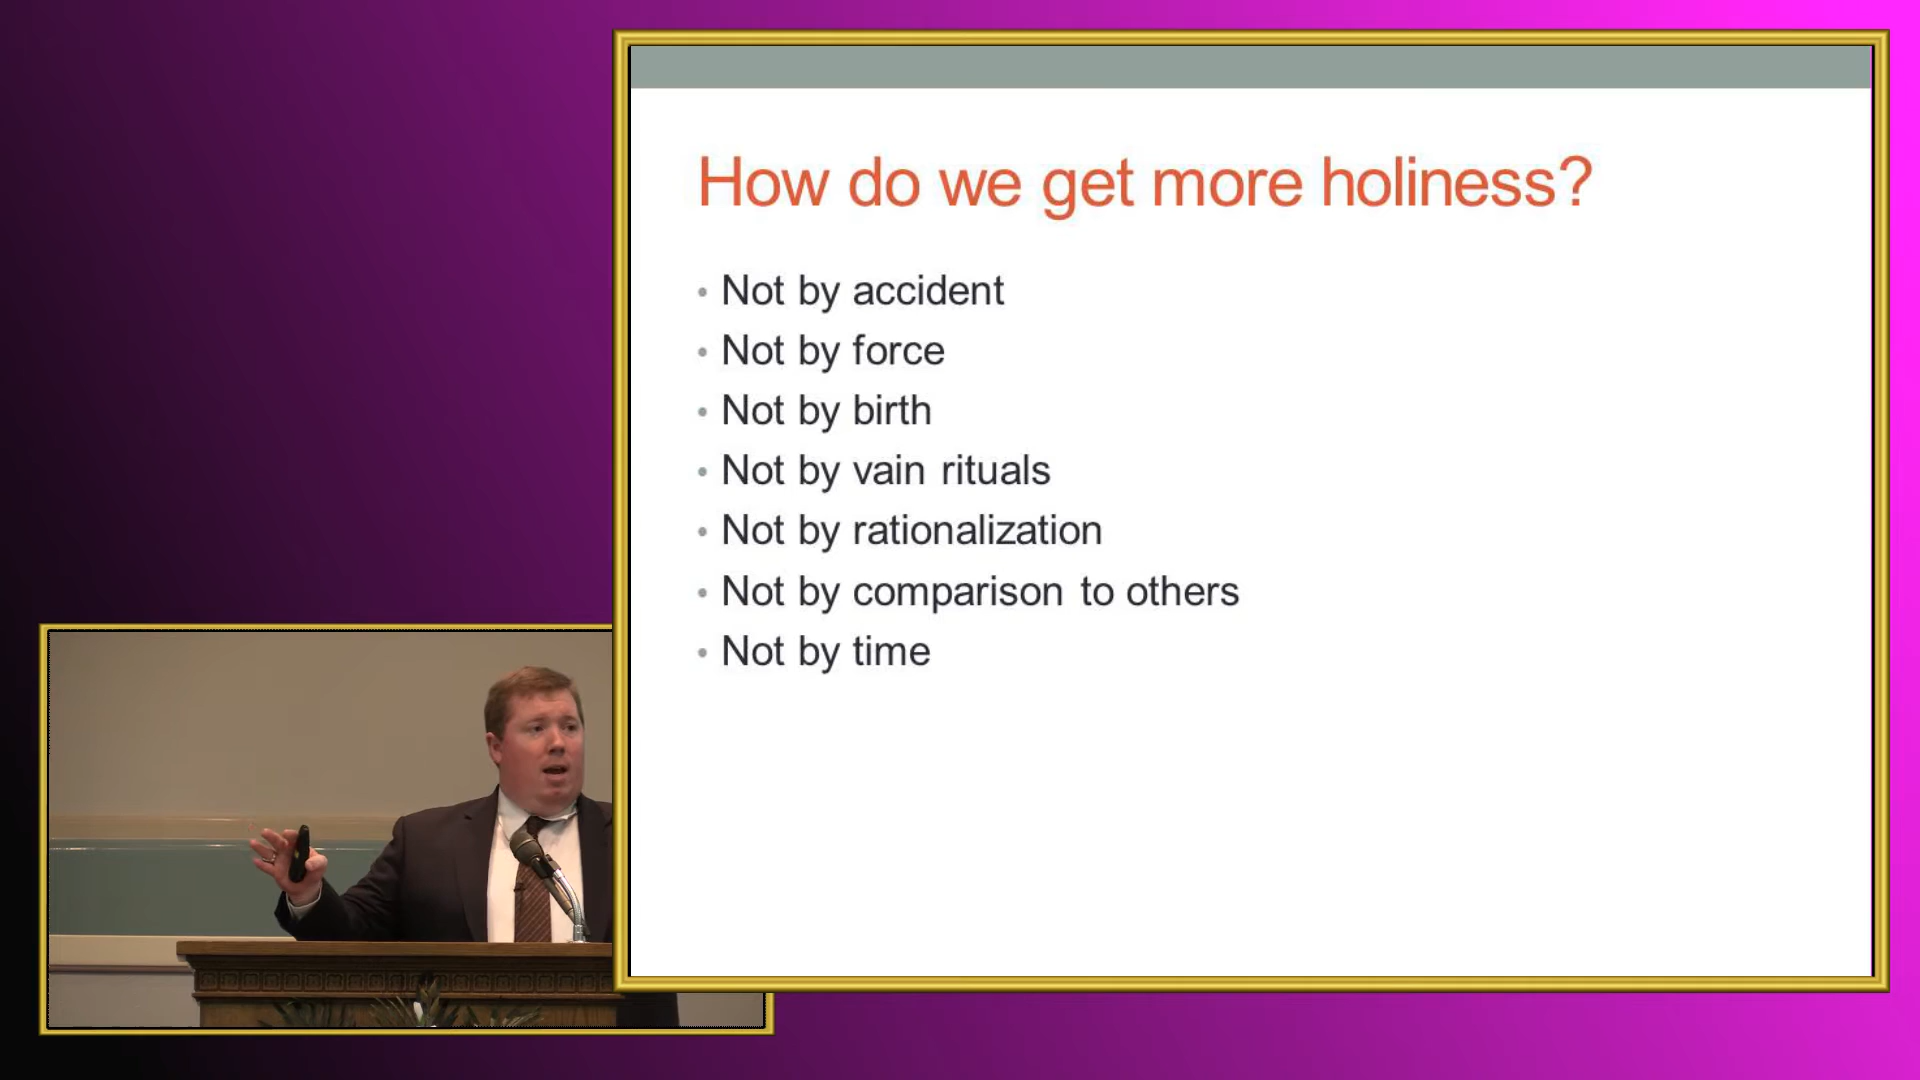 How do we get more holiness?
• Not by accident
• Not by force
• Not by birth
• Not by vain rituals
• Not by rationalization
• Not by comparison to others
• Not by time